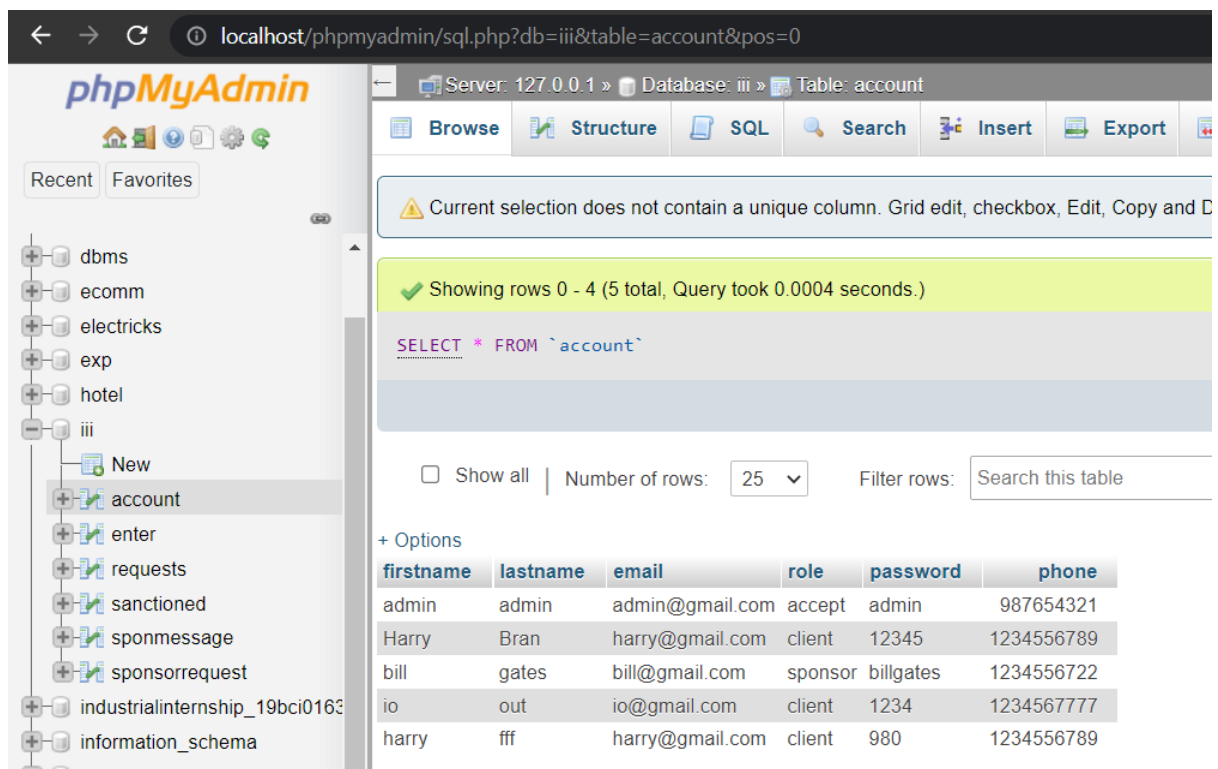 localhost/phpmyadmin/sql.php?db=iii&table=account&pos=0
phpMyAdmin
Recent Favorites
dbms
ecomm
electricks
exp
hotel
iii
New
account
enter
requests
sanctioned
sponmessage
sponsorrequest
industrialinternship_19bci0163
information_schema
Server: 127.0.0.1 » Database: iii » Table: account
Browse Structure SQL Search Insert Export
Current selection does not contain a unique column. Grid edit, checkbox, Edit, Copy and D
Showing rows 0 - 4 (5 total, Query took 0.0004 seconds.)
SELECT * FROM `account`
Show all | Number of rows: 25 Filter rows: Search this table
+ Options
firstname lastname email role password phone
admin admin admin@gmail.com accept admin 987654321
Harry Bran harry@gmail.com client 12345 1234556789
bill gates bill@gmail.com sponsor billgates 1234556722
io out io@gmail.com client 1234 1234567777
harry fff harry@gmail.com client 980 1234556789